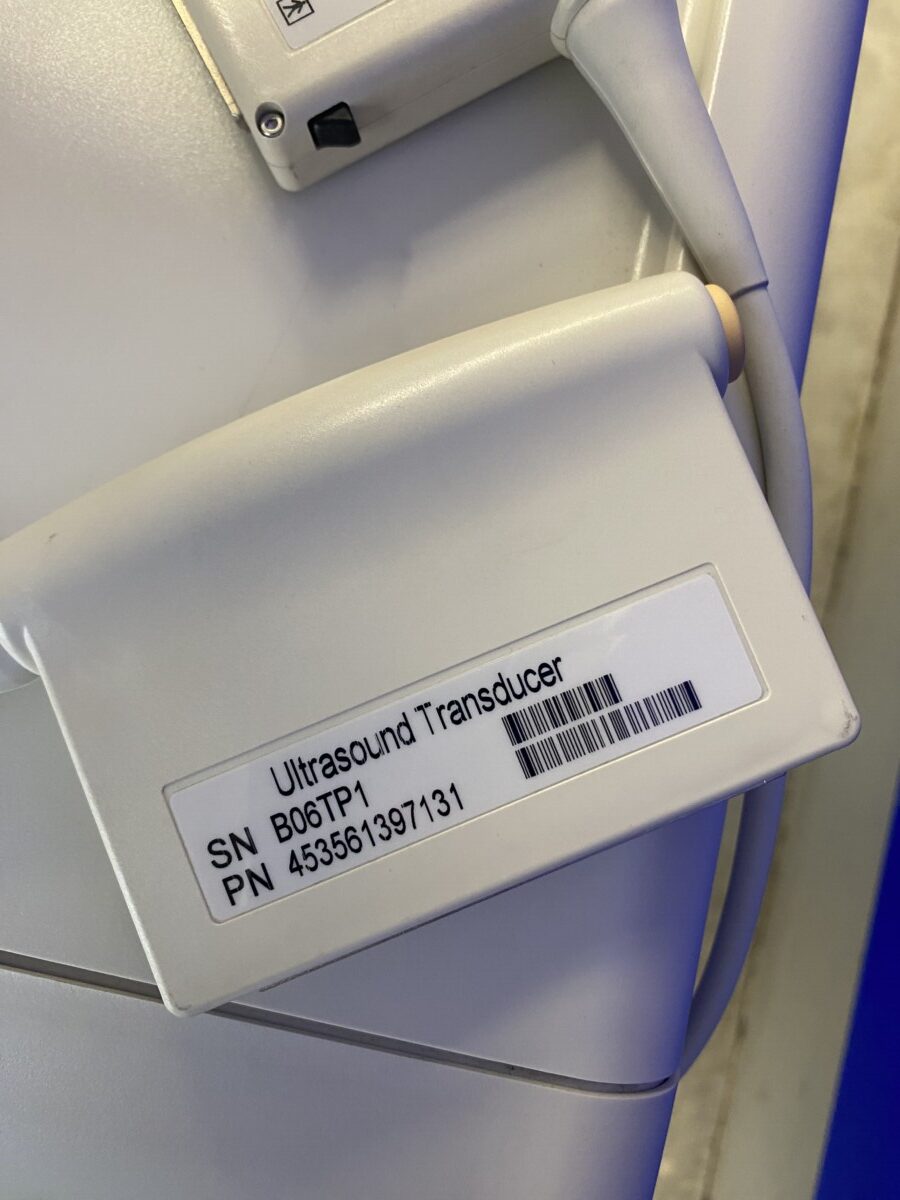 Ultrasound Transducer
SN B06TP1
PN 453561397131